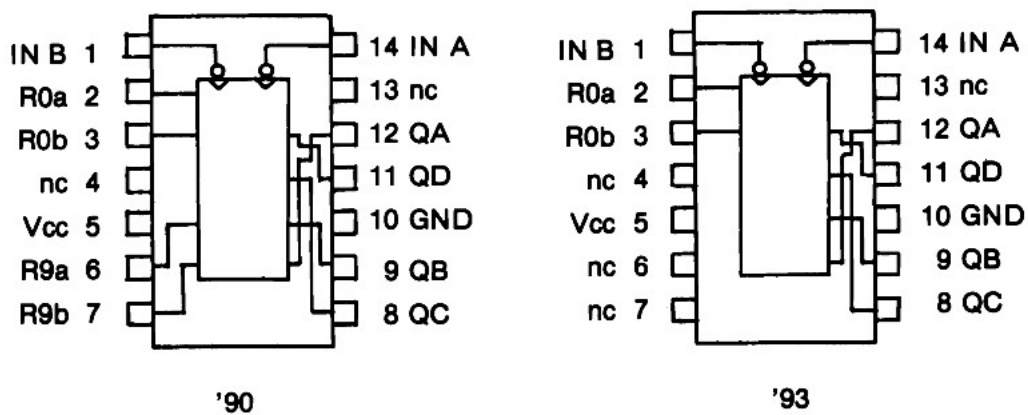 IN B 1
R0a 2
R0b 3
nc 4
Vcc 5
R9a 6
R9b 7
14 IN A
13 nc
12 QA
11 QD
10 GND
9 QB
8 QC
'90
IN B 1
R0a 2
R0b 3
nc 4
Vcc 5
nc 6
nc 7
14 IN A
13 nc
12 QA
11 QD
10 GND
9 QB
8 QC
'93